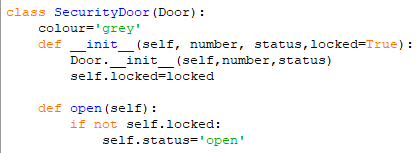 class SecurityDoor(Door):
    colour='grey'
    def __init__(self, number, status,locked=True):
        Door.__init__(self,number,status)
        self.locked=locked

    def open(self):
        if not self.locked:
            self.status='open'